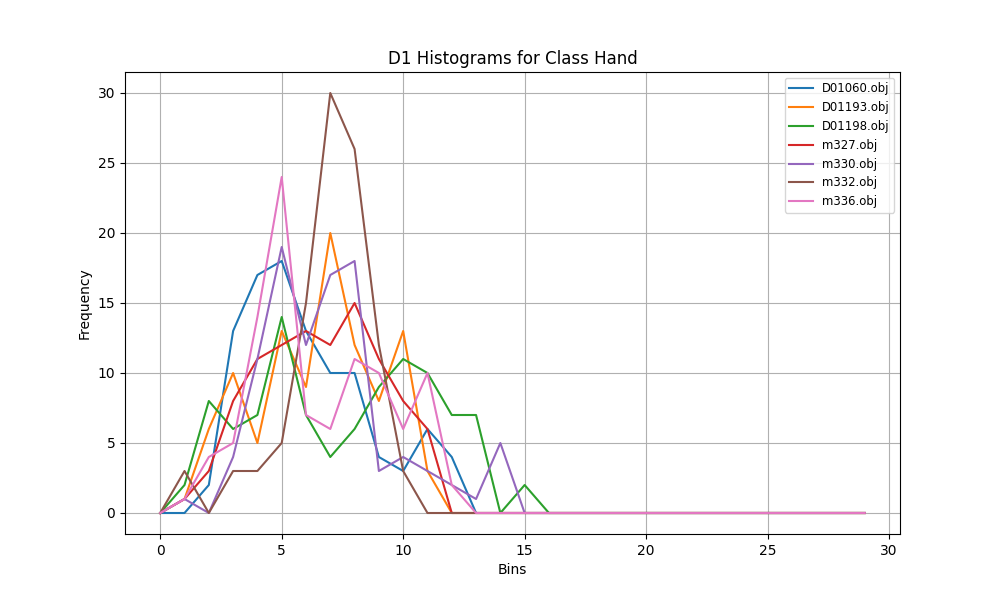 D1 Histograms for Class Hand
D01060.obj
D01193.obj
D01198.obj
m327.obj
m330.obj
m332.obj
m336.obj
Frequency
30
25
20
15
10
5
0
0 5 10 15 20 25 30
Bins